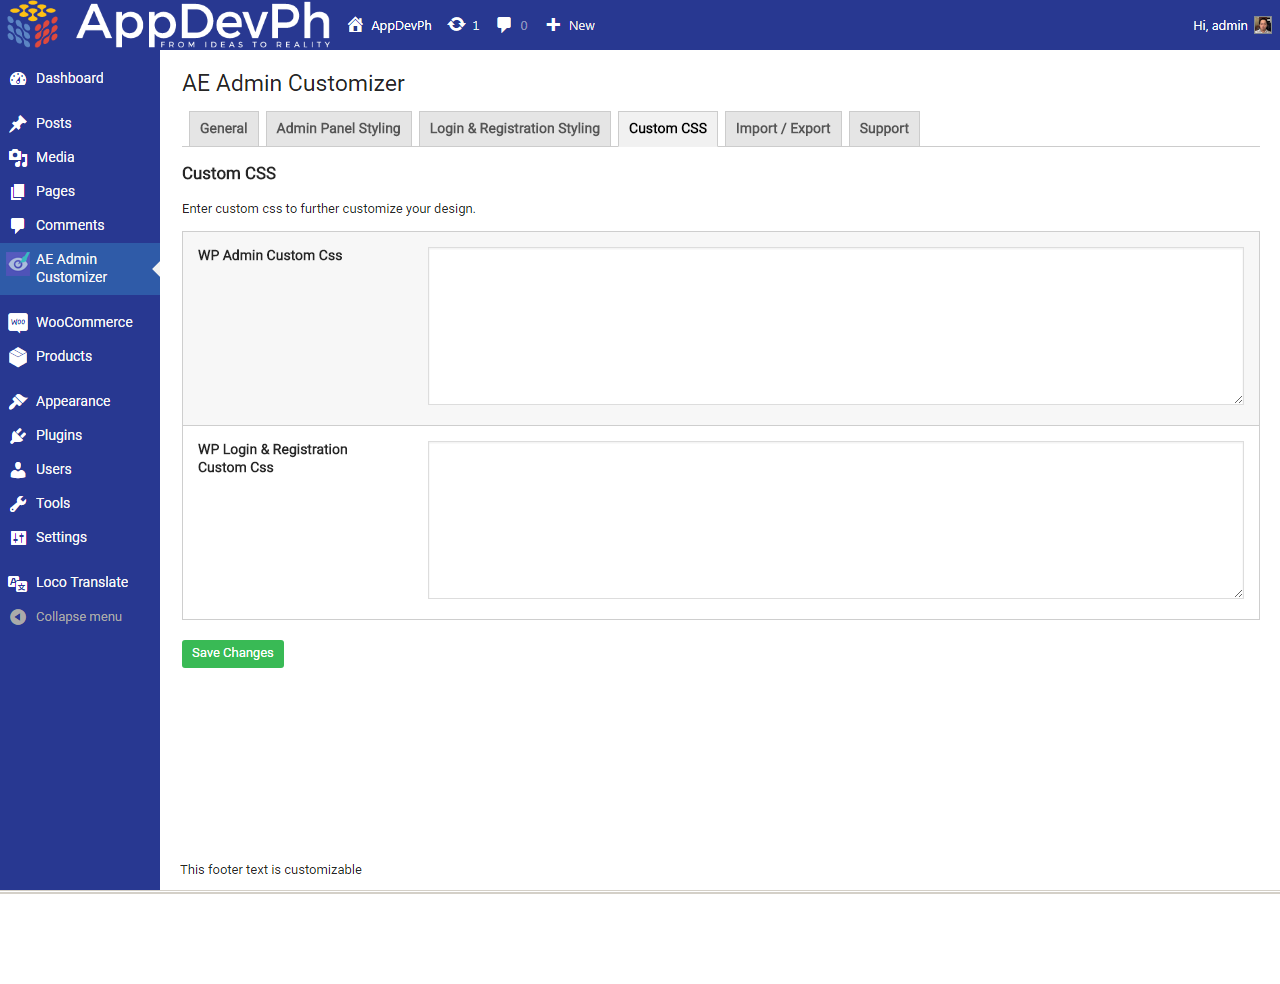 AppDevPh
FROM IDEAS TO REALITY
AppDevPh 1 0 New
Hi, admin
Dashboard
Posts
Media
Pages
Comments
AE Admin
Customizer
Woo WooCommerce
Products
Appearance
Plugins
Users
Tools
Settings
Loco Translate
Collapse menu
AE Admin Customizer
General Admin Panel Styling Login & Registration Styling Custom CSS Import / Export Support
Custom CSS
Enter custom css to further customize your design.
WP Admin Custom Css
WP Login & Registration
Custom Css
Save Changes
This footer text is customizable